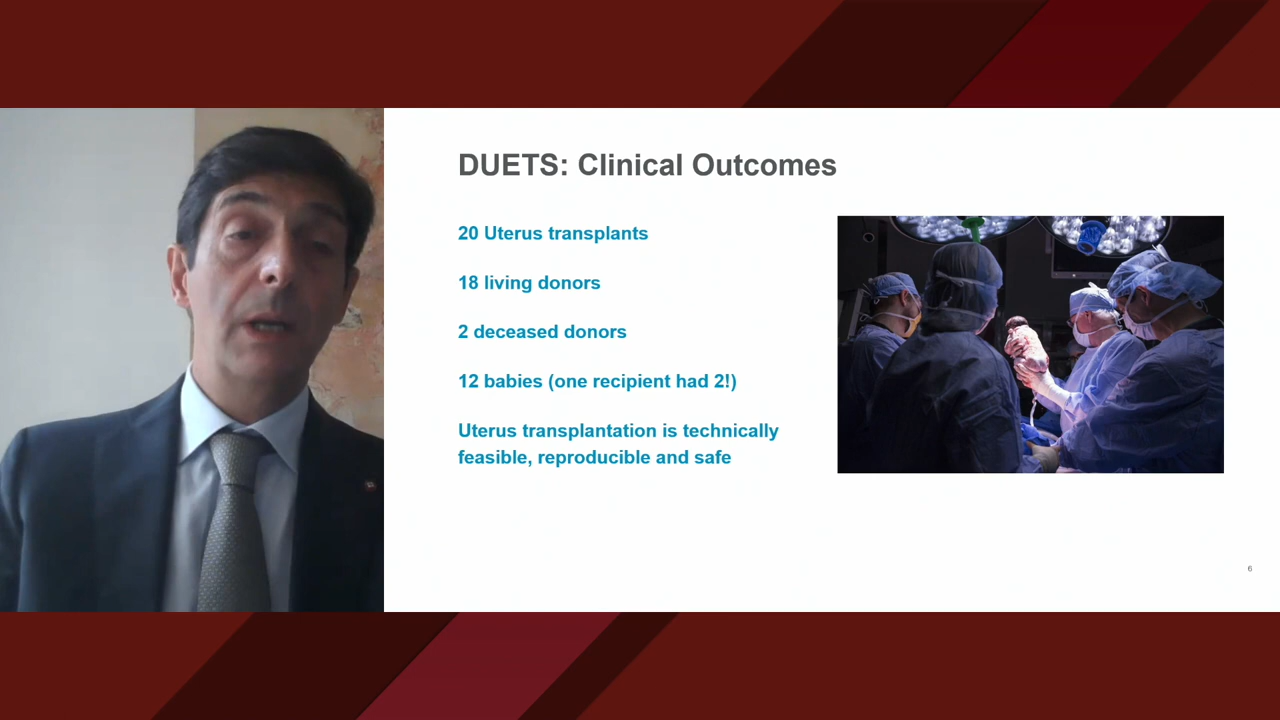 DUETS: Clinical Outcomes
20 Uterus transplants
18 living donors
2 deceased donors
12 babies (one recipient had 2!)
Uterus transplantation is technically
feasible, reproducible and safe
6